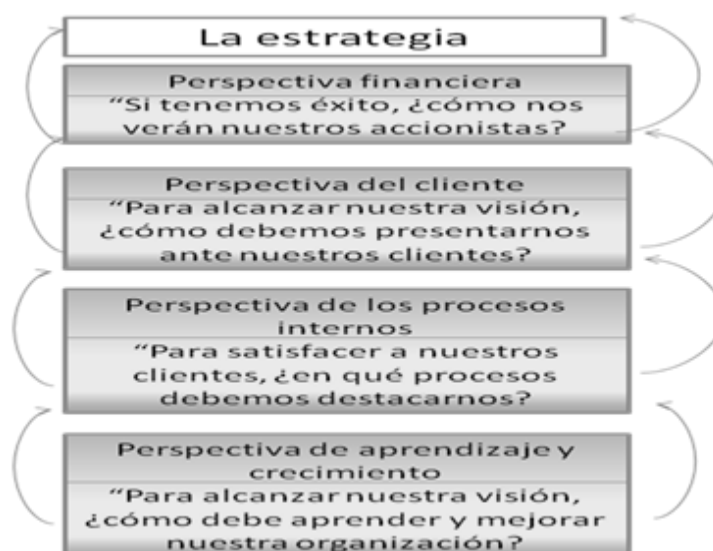 La estrategia
Perspectiva financiera
“Si tenemos éxito, ¿cómo nos
verán nuestros accionistas?
Perspectiva del cliente
“Para alcanzar nuestra visión,
¿cómo debemos presentarnos
ante nuestros clientes?
Perspectiva de los procesos
internos
“Para satisfacer a nuestros
clientes, ¿en qué procesos
debemos destacarnos?
Perspectiva de aprendizaje y
crecimiento
“Para alcanzar nuestra visión,
¿cómo debe aprender y mejorar
nuestra organización?